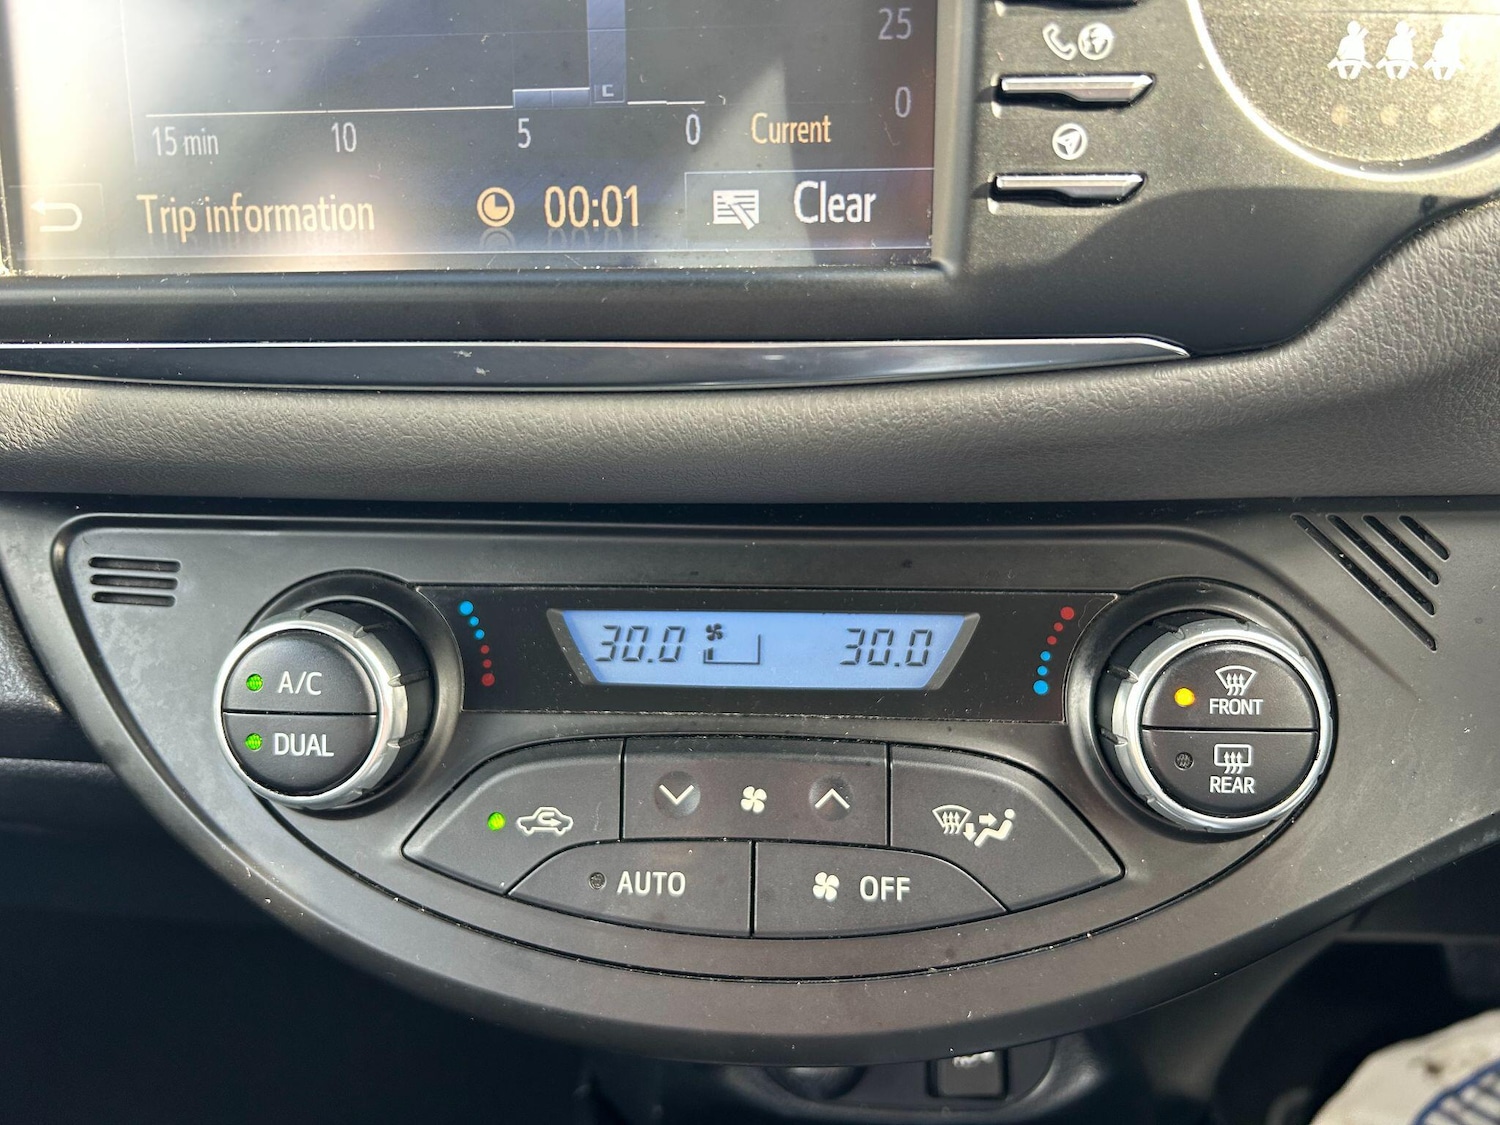 25
0
15 min 10 5 0 Current
C
Trip information 00:01 Clear
30.0 30.0
A/C
DUAL
FRONT
REAR
AUTO
OFF